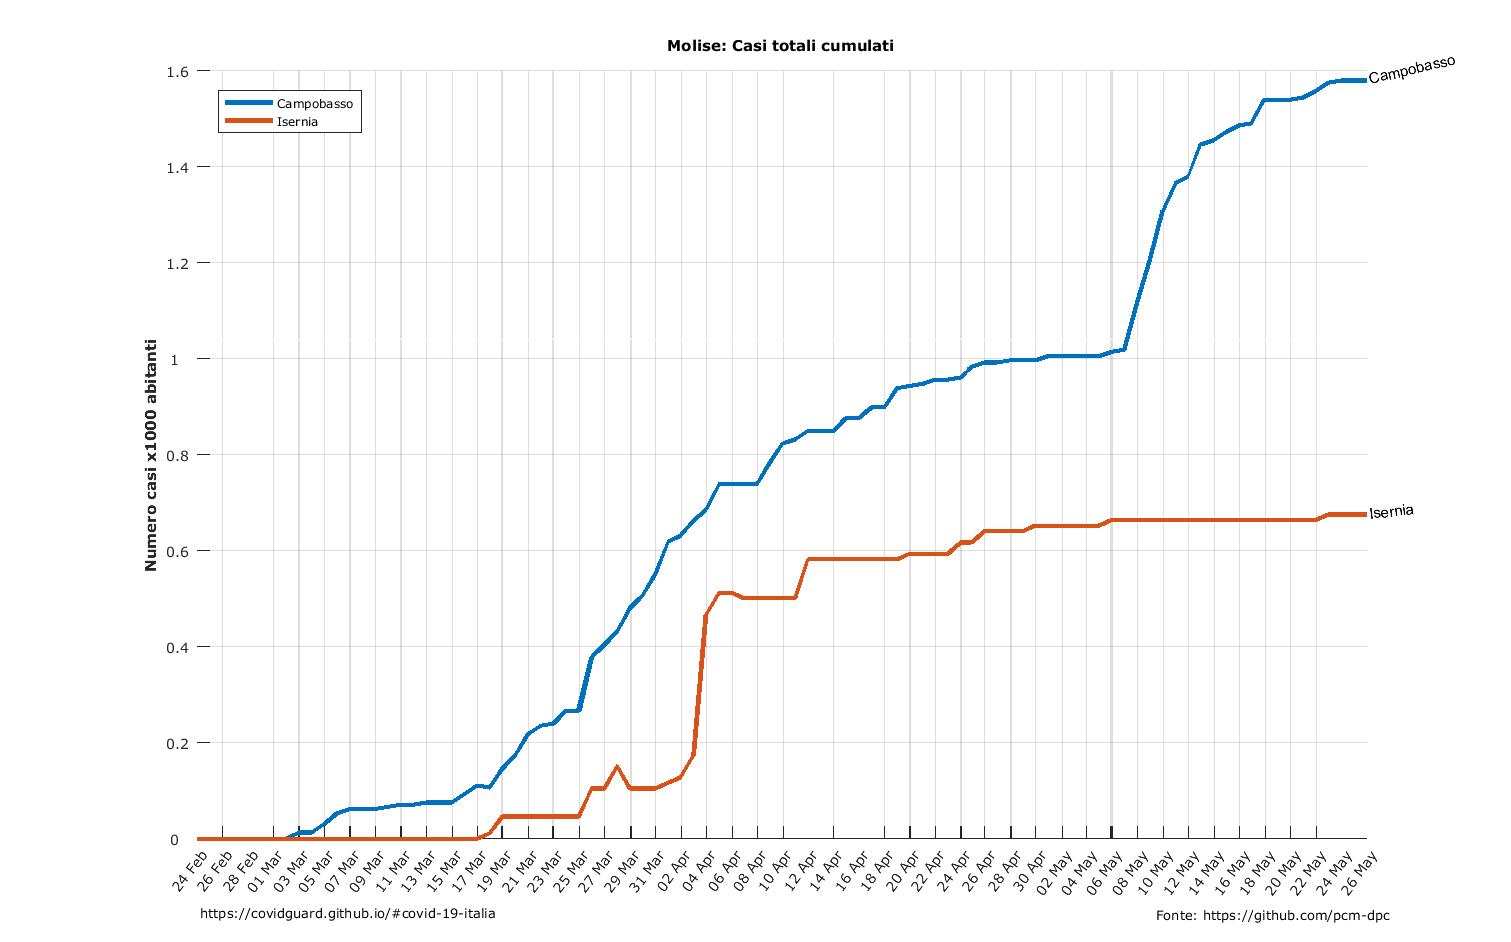 Molise: Casi totali cumulati
Campobasso
Isernia
Numero casi x1000 abitanti
1.6
1.4
1.2
1
0.8
0.6
0.4
0.2
0
Campobasso
Isernia
24 Feb
26 Feb
28 Feb
01 Mar
03 Mar
05 Mar
07 Mar
09 Mar
11 Mar
13 Mar
15 Mar
17 Mar
19 Mar
21 Mar
23 Mar
25 Mar
27 Mar
29 Mar
31 Mar
02 Apr
04 Apr
06 Apr
08 Apr
10 Apr
12 Apr
14 Apr
16 Apr
18 Apr
20 Apr
22 Apr
24 Apr
26 Apr
28 Apr
30 Apr
02 May
04 May
06 May
08 May
10 May
12 May
14 May
16 May
18 May
20 May
22 May
24 May
26 May
https://covidguard.github.io/#covid-19-italia
Fonte: https://github.com/pcm-dpc